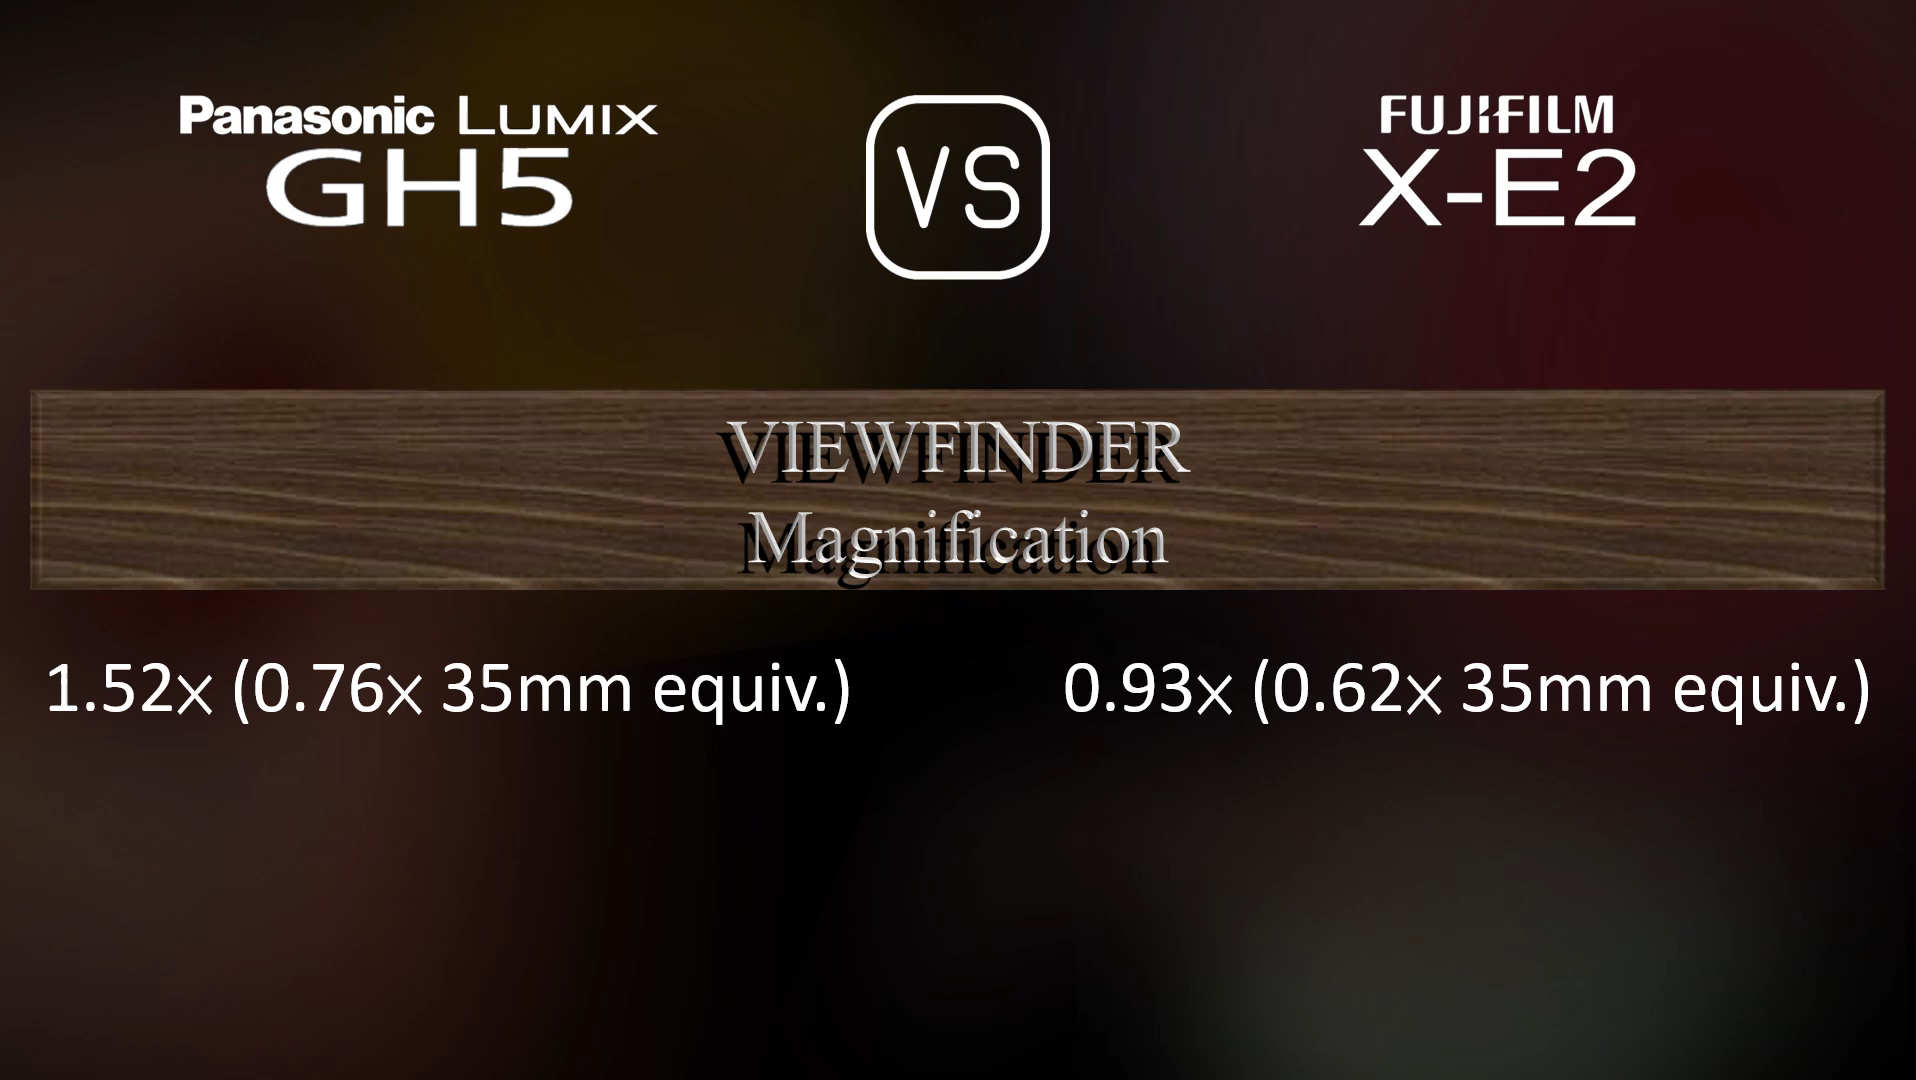 Panasonic LUMIX
GH5
VS
FUJIFILM
X-E2
VIEWFINDER
Magnification
1.52x (0.76x 35mm equiv.)
0.93x (0.62x 35mm equiv.)